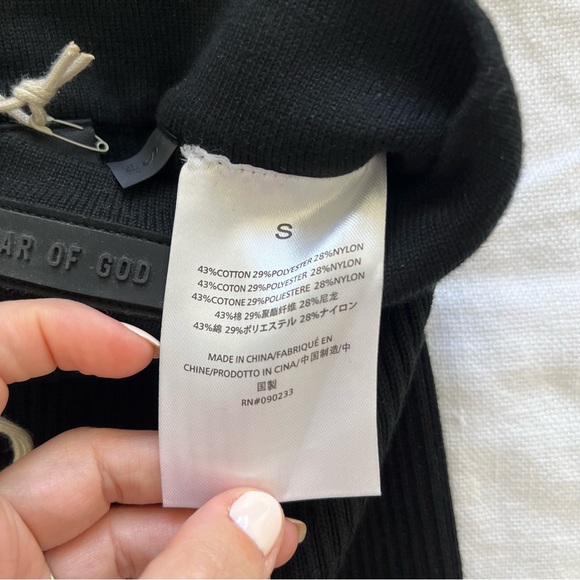 AR OF GOD
S
43%COTTON 29%POLYESTER 28%NYLON
43%COTON 29%POLYESTER 28%NYLON
43%COTONE 29%POLIESTERE 28%NYLON
43%棉 29%聚酯纤维 28%尼龙
43%綿 29%ポリエステル 28%ナイロン
MADE IN CHINA/FABRIQUÉ EN
CHINE/PRODOTTO IN CINA/中国制造/中
国製
RN#090233